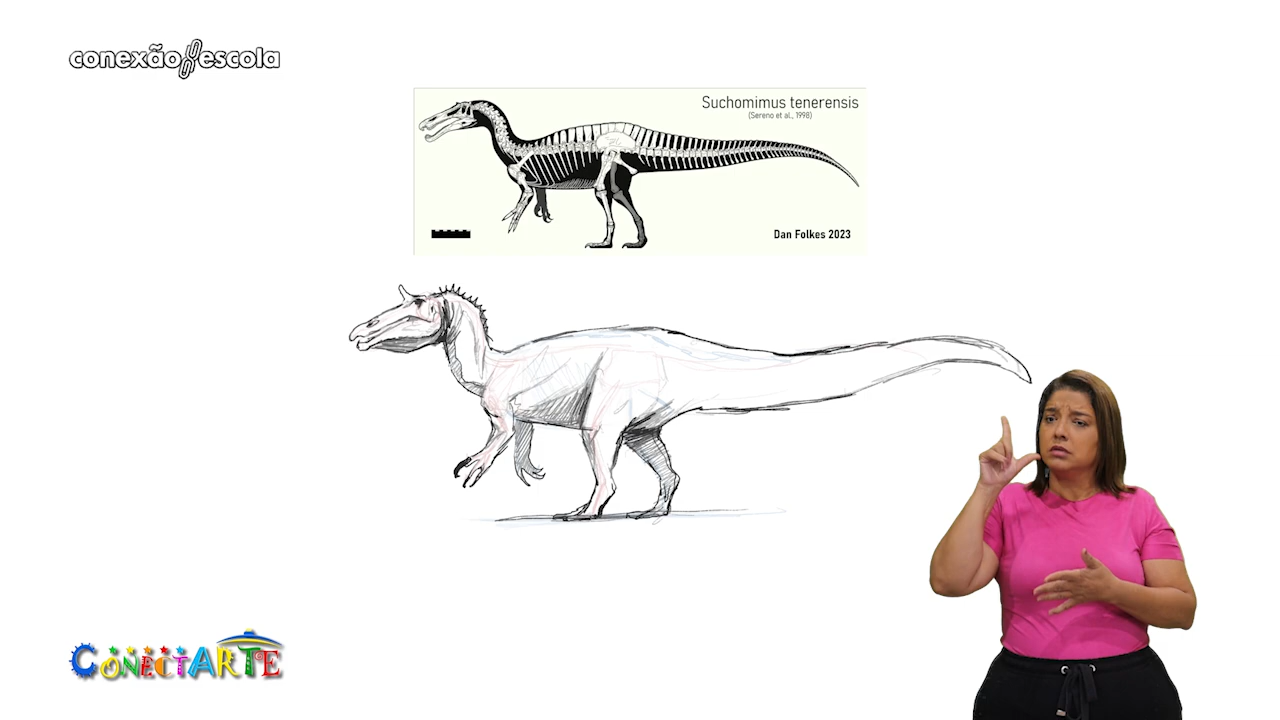 conexão escola
Suchomimus tenerensis
(Sereno et al., 1998)
Dan Folkes 2023
CONECTARTE